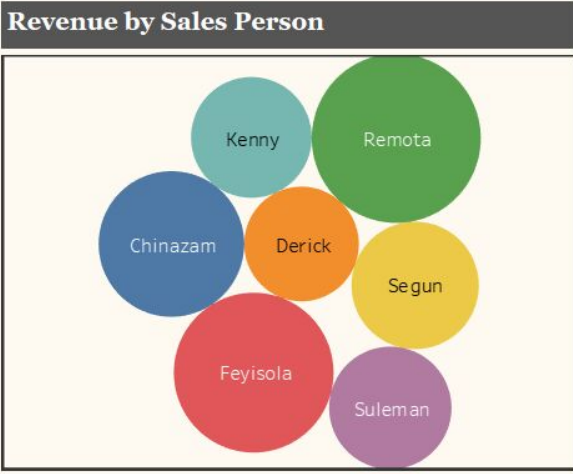 Revenue by Sales Person
Kenny
Remota
Chinazam
Derick
Segun
Feyisola
Suleman